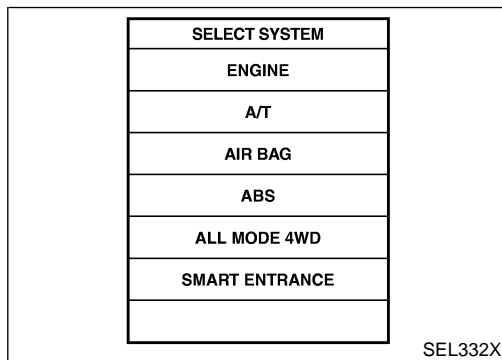 SELECT SYSTEM
ENGINE
A/T
AIR BAG
ABS
ALL MODE 4WD
SMART ENTRANCE
SEL332X